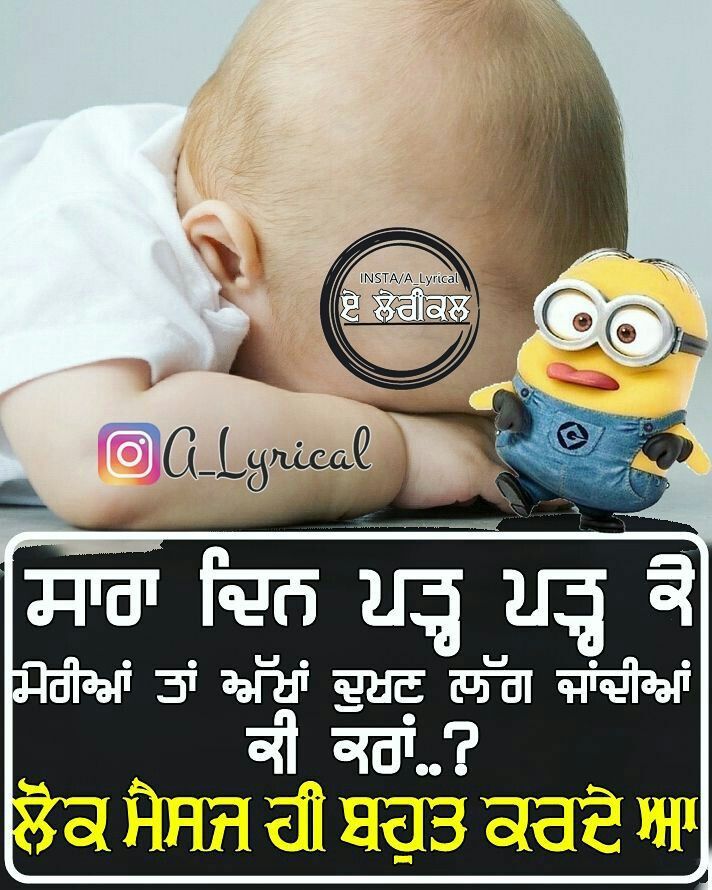 INSTA/A_Lyrical
ਏ ਲੇਰੀਕਲ
A_Lyrical
ਸਾਰਾ ਦਿਨ ਪੜ੍ਹ ਪੜ੍ਹ ਕੇ
ਮੇਰੀਆਂ ਤਾਂ ਅੱਖਾਂ ਦੁਖਣ ਲੱਗ ਜਾਂਦੀਆਂ
ਕੀ ਕਰਾਂ..?
ਲੋਕ ਮੈਸਜ ਹੀ ਬਹੁਤ ਕਰਦੇ ਆ